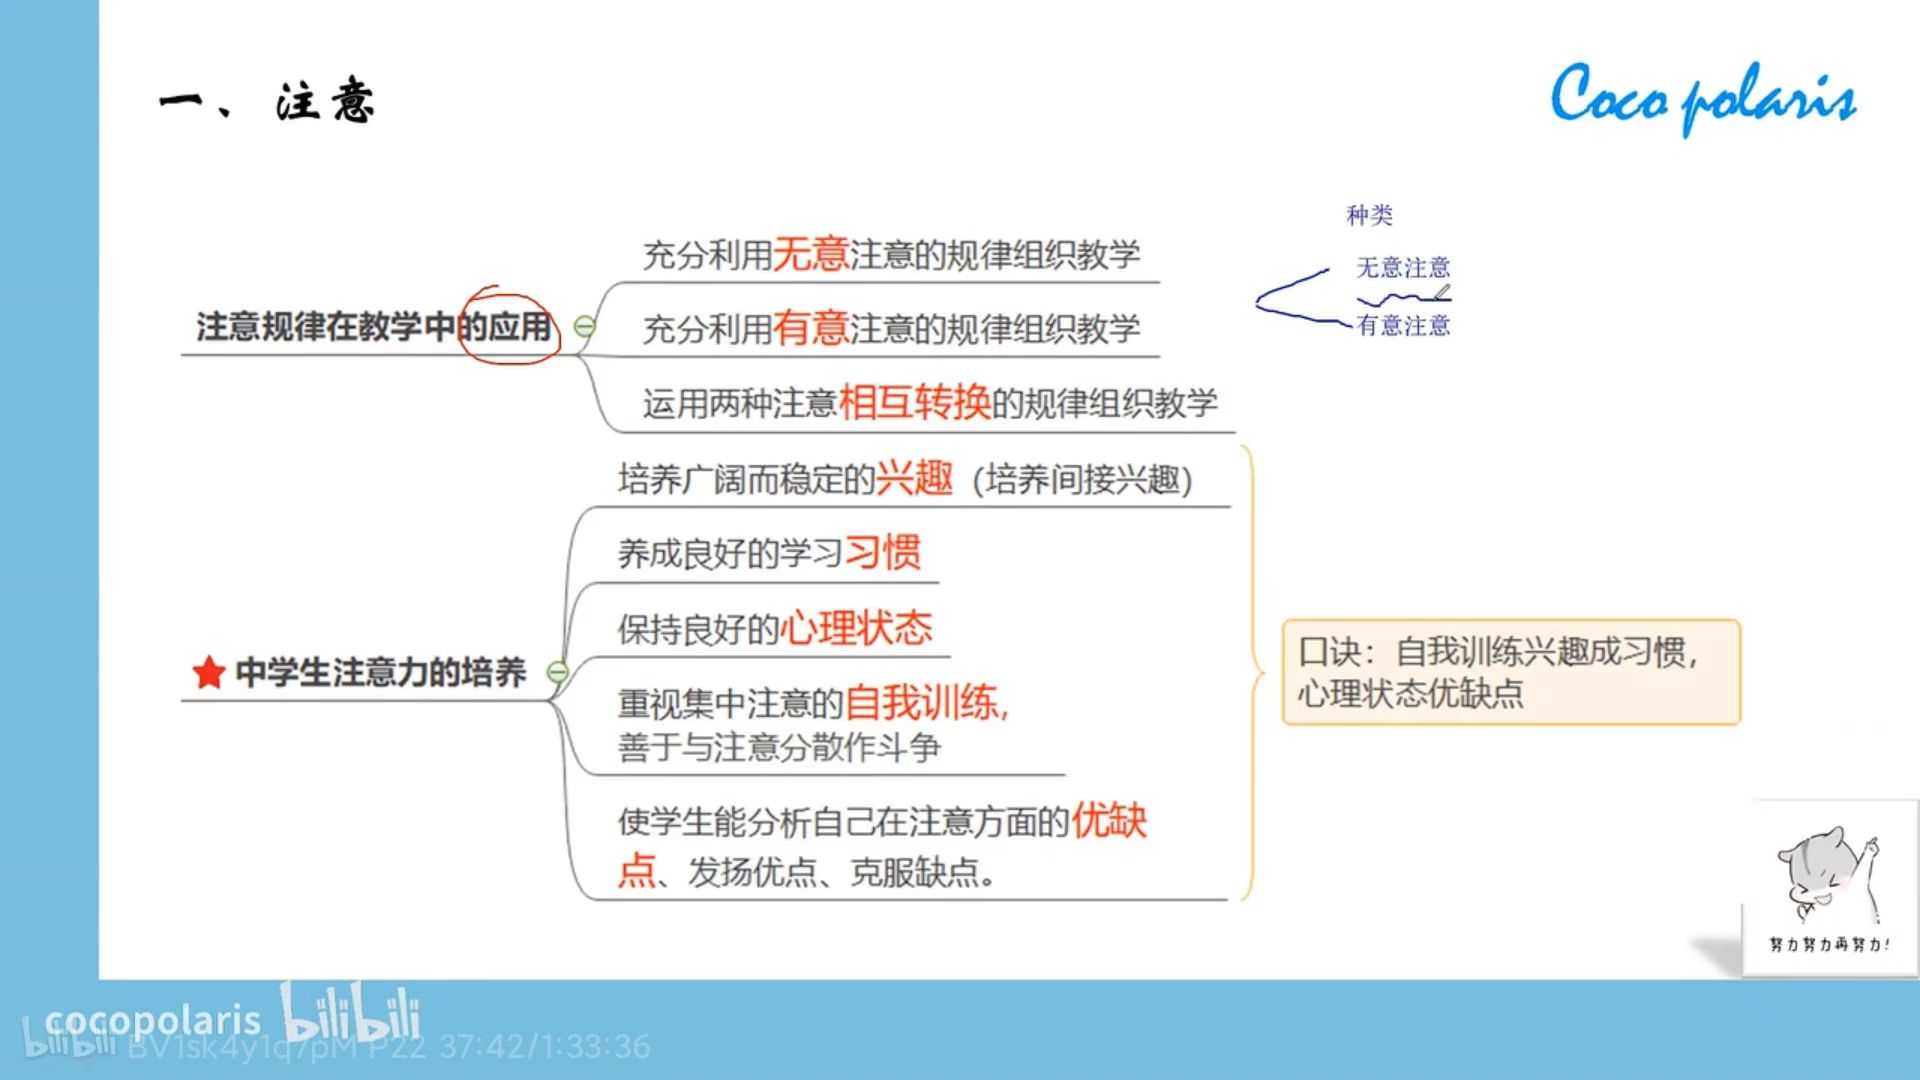 一、注意
Coco polaris
种类
无意注意
有意注意
注意规律在教学中的应用
充分利用无意注意的规律组织教学
充分利用有意注意的规律组织教学
运用两种注意相互转换的规律组织教学
中学生注意力的培养
培养广阔而稳定的兴趣（培养间接兴趣）
养成良好的学习习惯
保持良好的心理状态
重视集中注意的自我训练,
善于与注意分散作斗争
使学生能分析自己在注意方面的优缺
点、发扬优点、克服缺点。
口诀：自我训练兴趣成习惯，
心理状态优缺点
努力努力再努力!
cocopolaris bilibili
bilibili BV1sk4y1q7pM P22 37:42/1:33:36